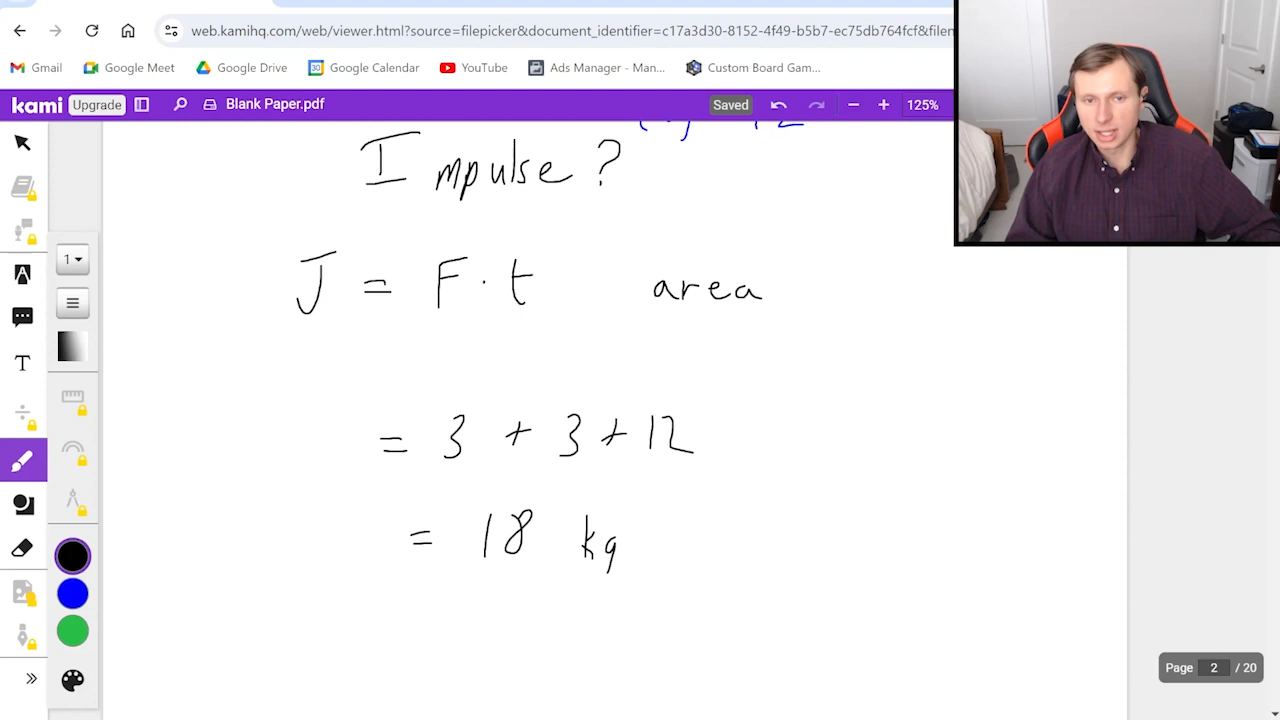 web.kamihq.com/web/viewer.html?source=filepicker&document_identifier=c17a3d30-8152-4f49-b5b7-ec75db764fcf&filen
Gmail Google Meet Google Drive 30 Google Calendar YouTube Ads Manager - Man... Custom Board Gam...
kami Upgrade Blank Paper.pdf Saved 125%
Impulse?
1
J = F · t area
T
= 3 + 3 + 12
= 18 kg
Page 2 / 20